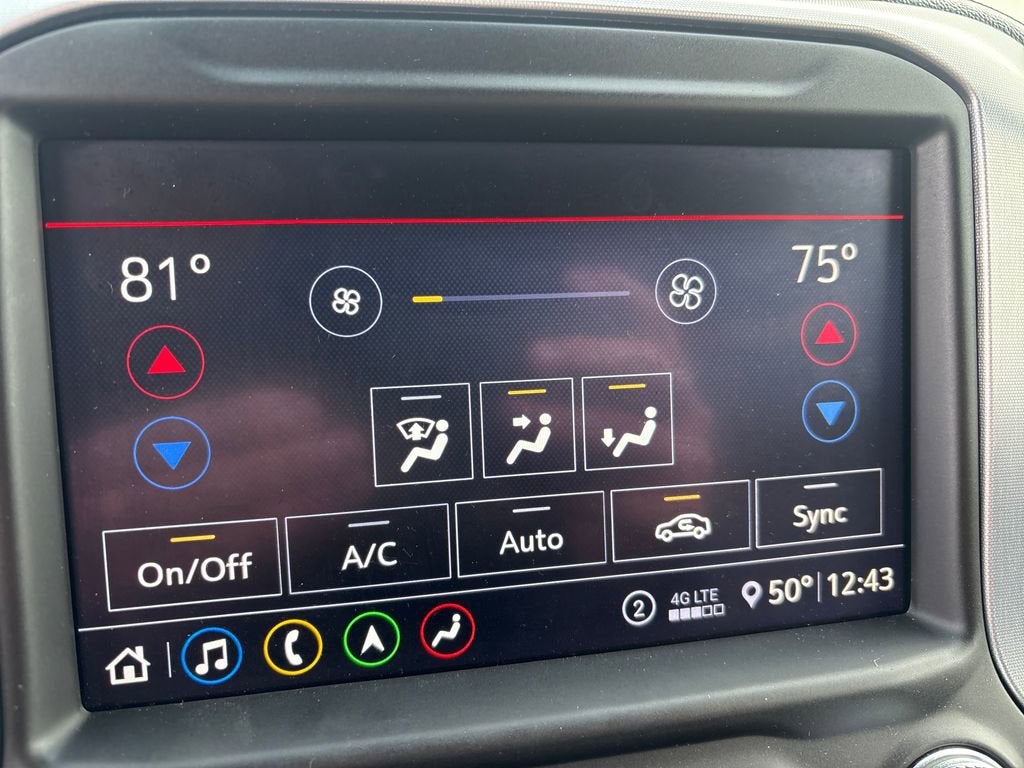 81°
75°
On/Off
A/C
Auto
Sync
2
4G LTE
50° 12:43